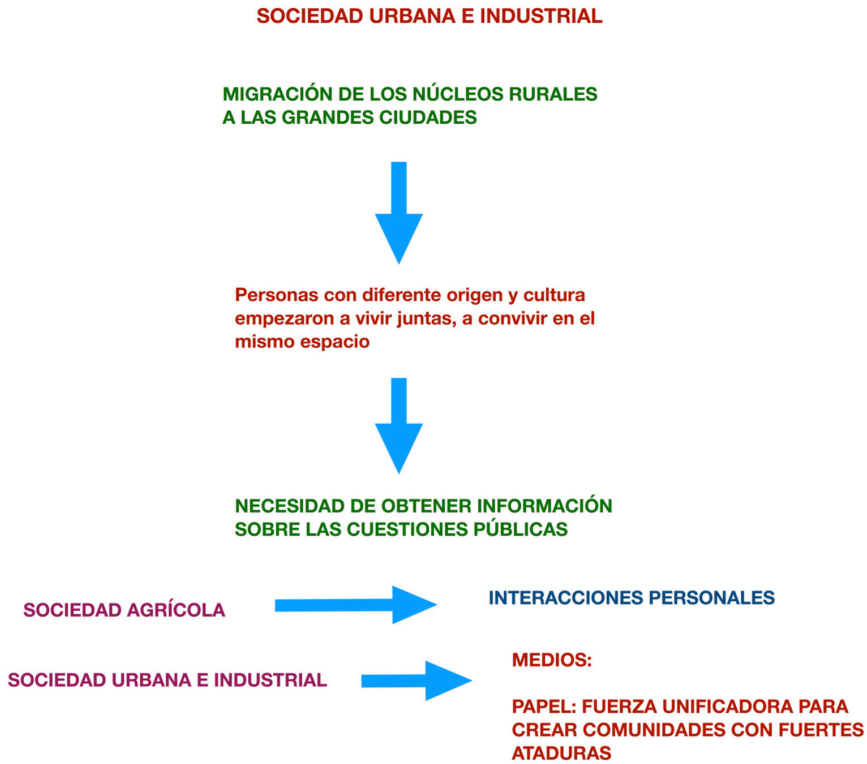 SOCIEDAD URBANA E INDUSTRIAL
MIGRACIÓN DE LOS NÚCLEOS RURALES
A LAS GRANDES CIUDADES
Personas con diferente origen y cultura
empezaron a vivir juntas, a convivir en el
mismo espacio
NECESIDAD DE OBTENER INFORMACIÓN
SOBRE LAS CUESTIONES PÚBLICAS
SOCIEDAD AGRÍCOLA
INTERACCIONES PERSONALES
SOCIEDAD URBANA E INDUSTRIAL
MEDIOS:
PAPEL: FUERZA UNIFICADORA PARA
CREAR COMUNIDADES CON FUERTES
ATADURAS